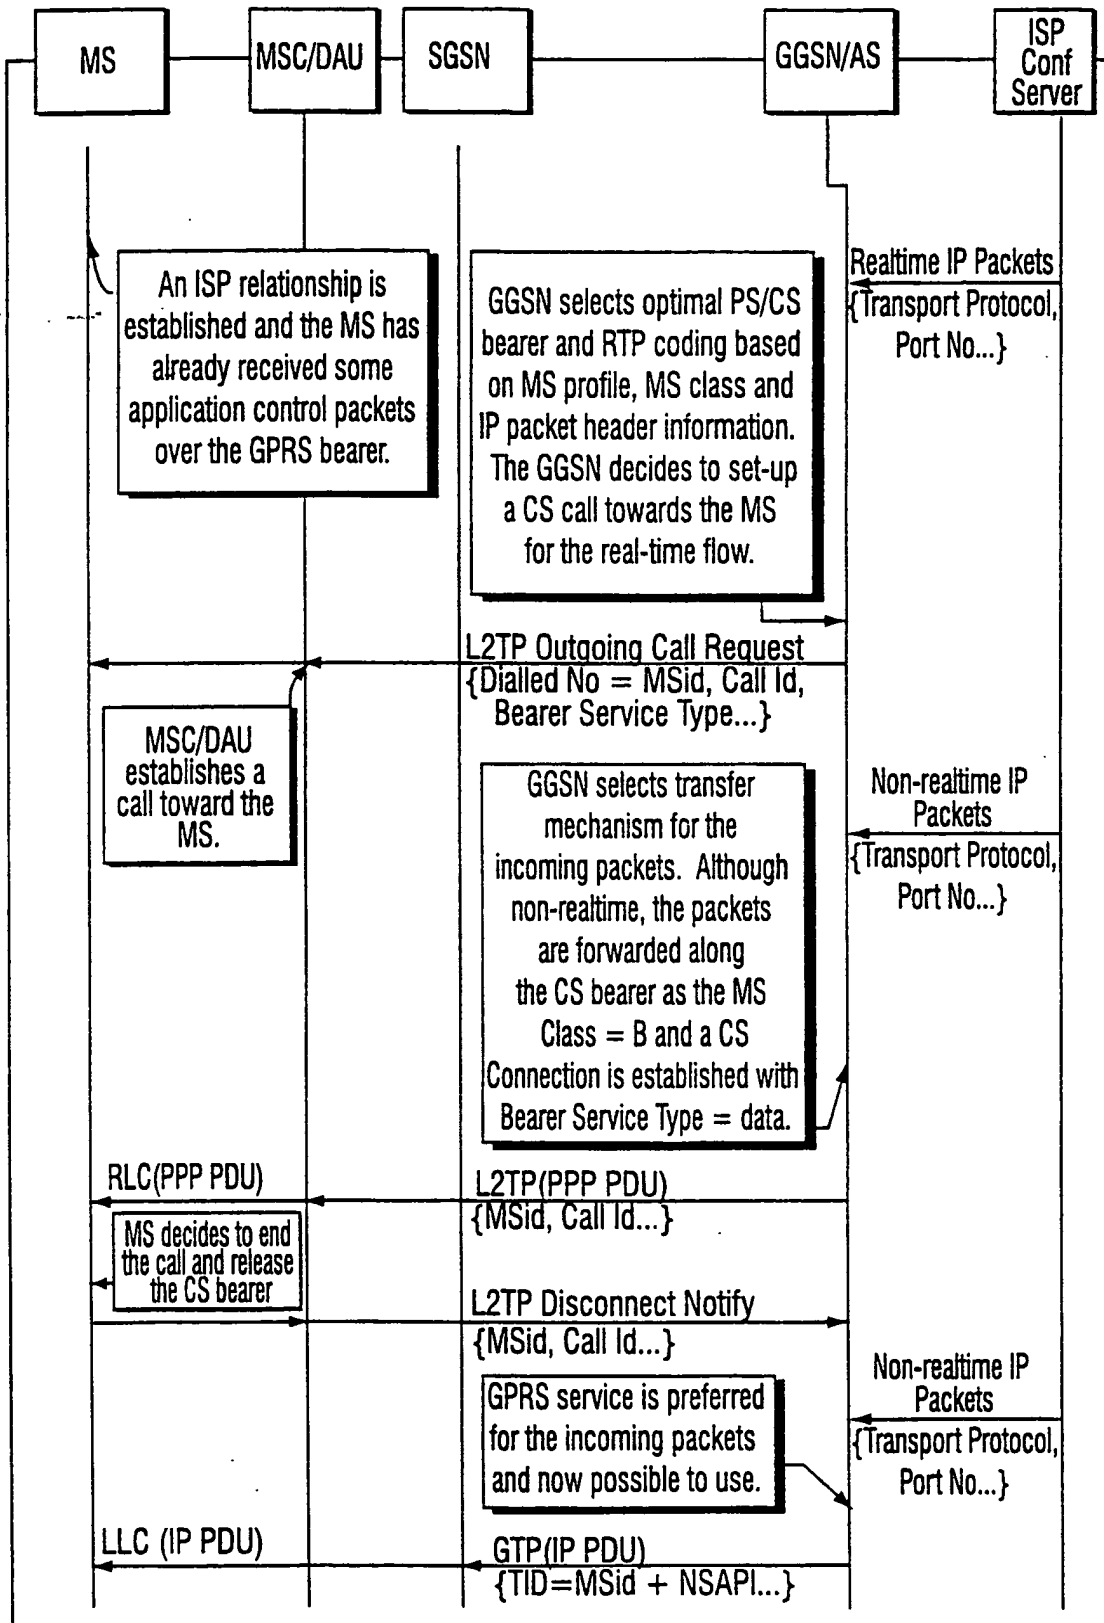 MS
MSC/DAU
SGSN
GGSN/AS
ISP
Conf
Server
An ISP relationship is
established and the MS has
already received some
application control packets
over the GPRS bearer.
GGSN selects optimal PS/CS
bearer and RTP coding based
on MS profile, MS class and
IP packet header information.
The GGSN decides to set-up
a CS call towards the MS
for the real-time flow.
Realtime IP Packets
{Transport Protocol,
Port No...}
L2TP Outgoing Call Request
{Dialled No = MSid, Call Id,
Bearer Service Type...}
MSC/DAU
establishes a
call toward the
MS.
GGSN selects transfer
mechanism for the
incoming packets. Although
non-realtime, the packets
are forwarded along
the CS bearer as the MS
Class = B and a CS
Connection is established with
Bearer Service Type = data.
Non-realtime IP
Packets
{Transport Protocol,
Port No...}
RLC(PPP PDU)
L2TP(PPP PDU)
{MSid, Call Id...}
MS decides to end
the call and release
the CS bearer
L2TP Disconnect Notify
{MSid, Call Id...}
Non-realtime IP
Packets
{Transport Protocol,
Port No...}
GPRS service is preferred
for the incoming packets
and now possible to use.
LLC (IP PDU)
GTP(IP PDU)
{TID=MSid + NSAPI...}